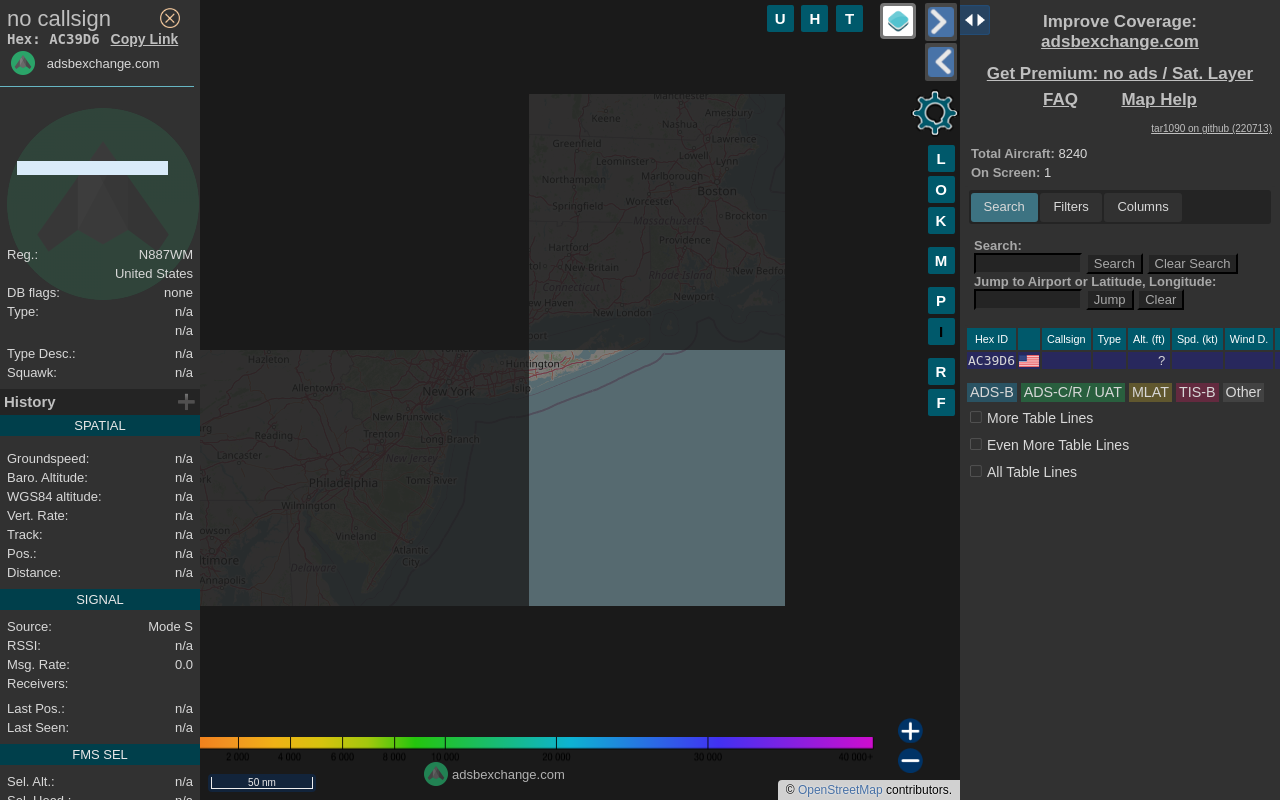 no callsign
Hex: AC39D6 Copy Link
adsbexchange.com
Reg.: N887WM
United States
DB flags: none
Type: n/a
n/a
Type Desc.: n/a
Squawk: n/a
History
SPATIAL
Groundspeed: n/a
Baro. Altitude: n/a
WGS84 altitude: n/a
Vert. Rate: n/a
Track: n/a
Pos.: n/a
Distance: n/a
SIGNAL
Source: Mode S
RSSI: n/a
Msg. Rate: 0.0
Receivers:
Last Pos.: n/a
Last Seen: n/a
FMS SEL
Sel. Alt.: n/a
U H T
L
O
K
M
P
I
R
F
Manchester
Keene
Amesbury
Nashua
Greenfield
Lawrence
Leominster
Lowell
Lynn
Northampton
Marlborough
Boston
Springfield
Worcester
Massachusetts
Brockton
Providence
Hartford
New Britain
Rhode Island
New Bedfo
Connecticut
Newport
New London
Huntington
Islip
Hazleton
Allentown
New York
New Brunswick
Reading
Trenton
Long Branch
Lancaster
New Jersey
Philadelphia
Toms River
Wilmington
Vineland
Atlantic
City
Delaware
Annapolis
2 000 4 000 6 000 8 000 10 000 20 000 30 000 40 000+
50 nm
adsbexchange.com
© OpenStreetMap contributors.
Improve Coverage:
adsbexchange.com
Get Premium: no ads / Sat. Layer
FAQ Map Help
tar1090 on github (220713)
Total Aircraft: 8240
On Screen: 1
Search Filters Columns
Search:
Search Clear Search
Jump to Airport or Latitude, Longitude:
Jump Clear
Hex ID Callsign Type Alt. (ft) Spd. (kt) Wind D.
AC39D6 ?
ADS-B ADS-C/R / UAT MLAT TIS-B Other
More Table Lines
Even More Table Lines
All Table Lines